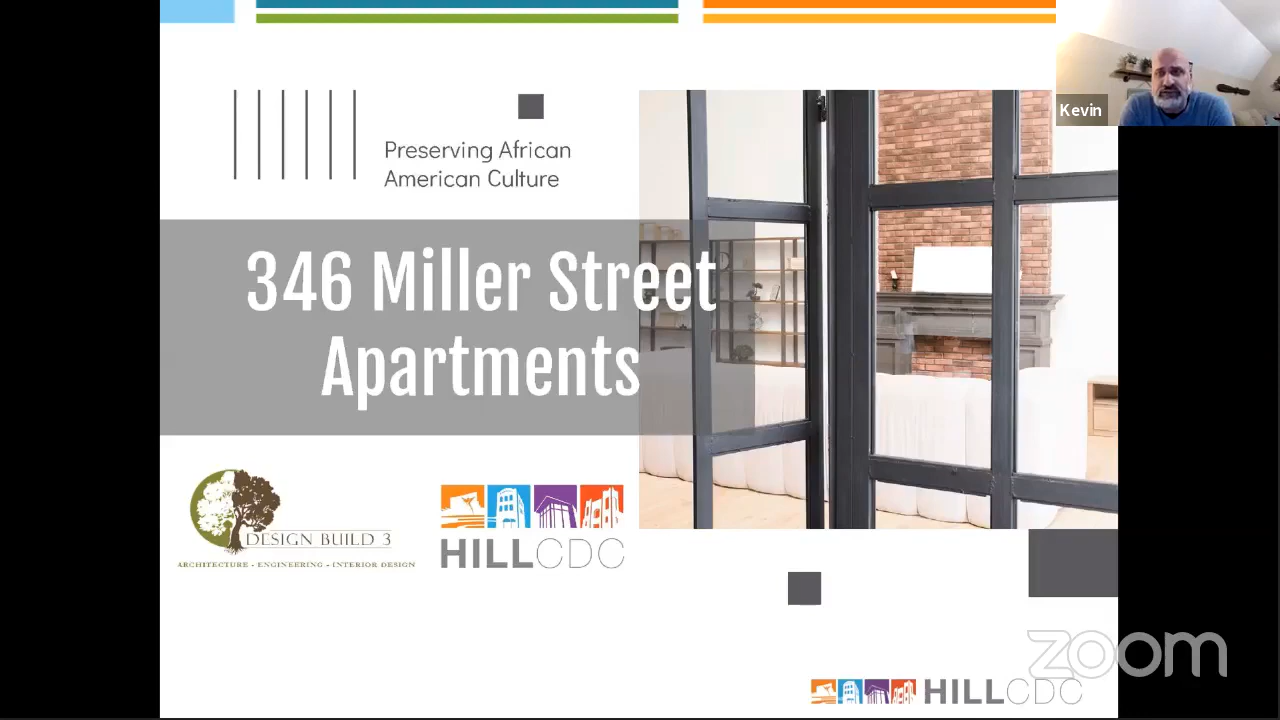 Kevin
Preserving African
American Culture
346 Miller Street
Apartments
DESIGN BUILD 3
ARCHITECTURE - ENGINEERING - INTERIOR DESIGN
HILLCDC
zoom
HILLCDC